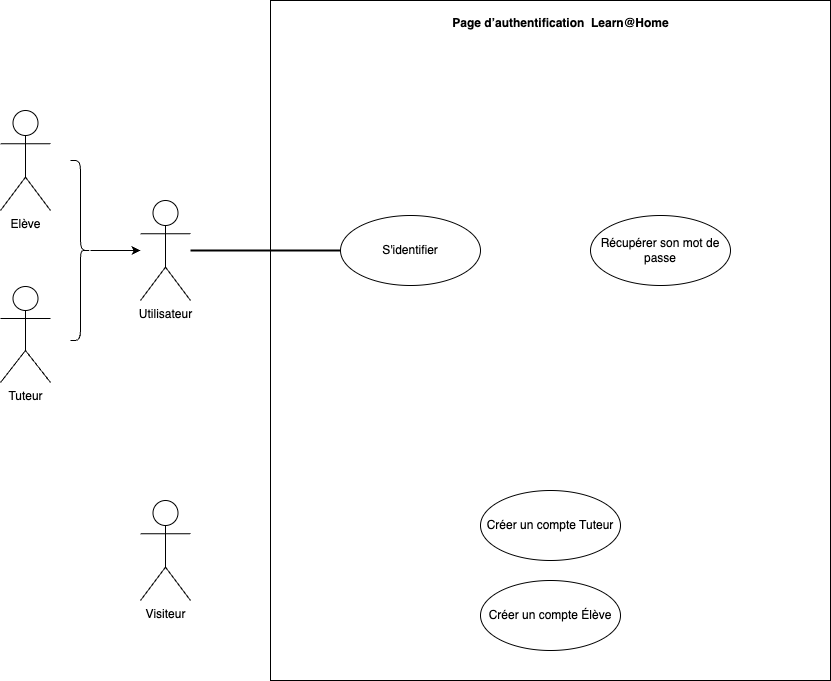 Page d'authentification Learn@Home
Elève
S'identifier
Récupérer son mot de
passe
Utilisateur
Tuteur
Créer un compte Tuteur
Visiteur
Créer un compte Élève